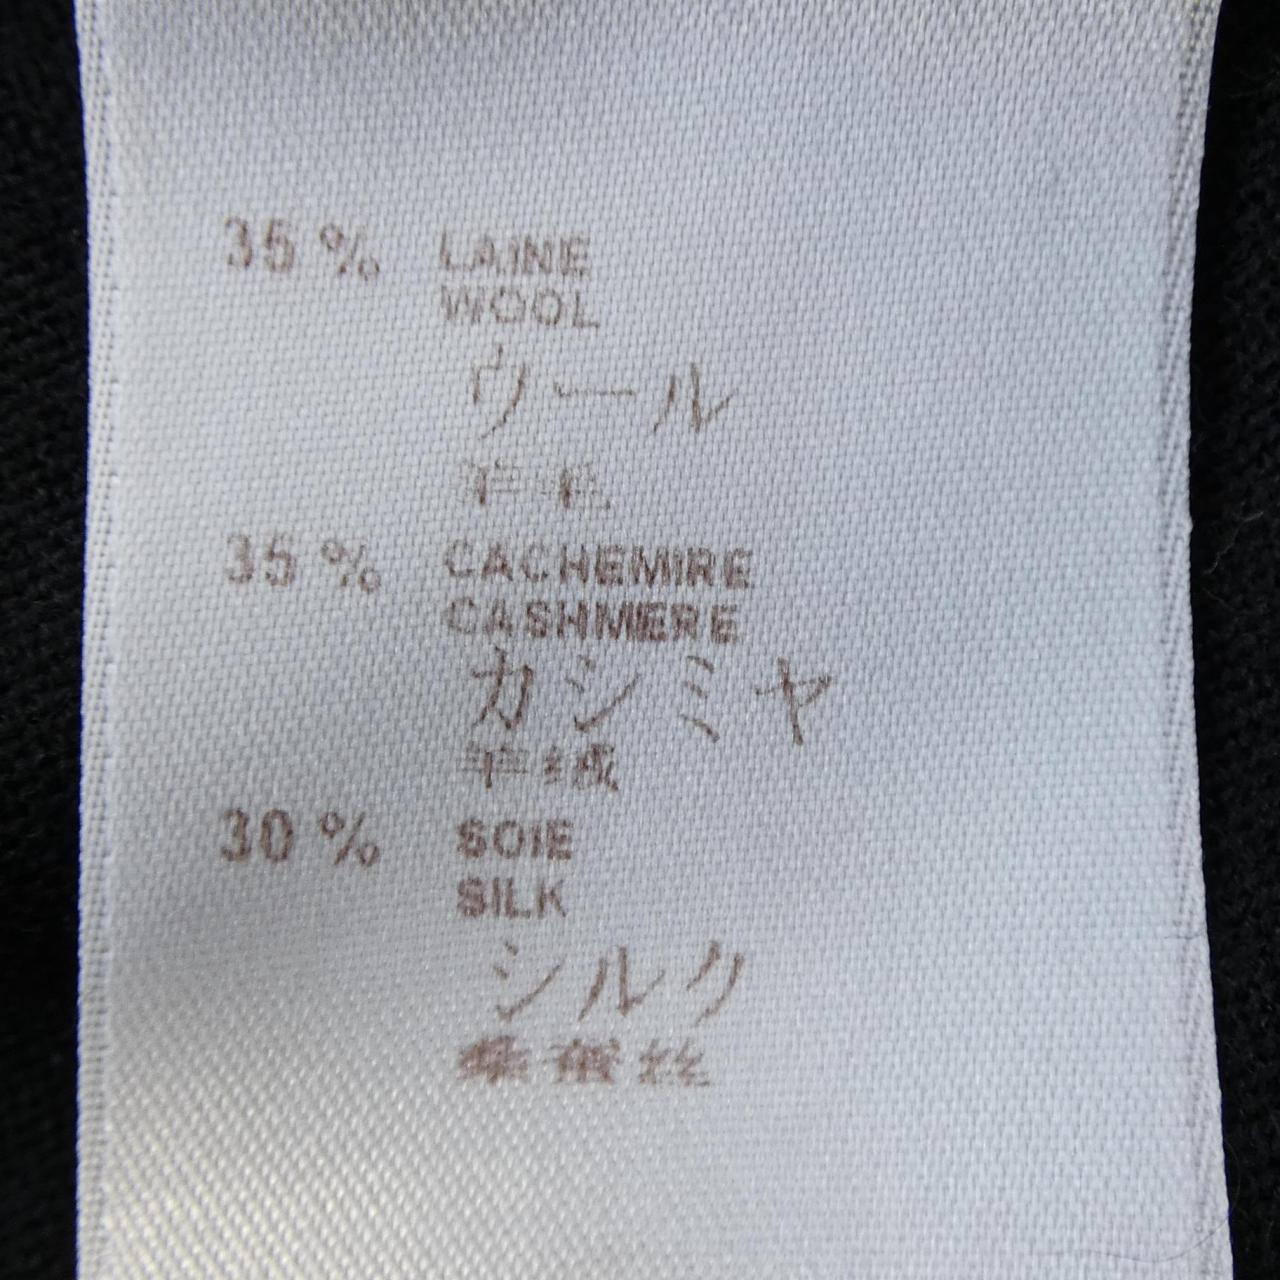 35 % LAINE
WOOL
ウール
羊毛
35 % CACHEMIRE
CASHMERE
カシミヤ
羊绒
30 % SOIE
SILK
シルク
桑蚕丝